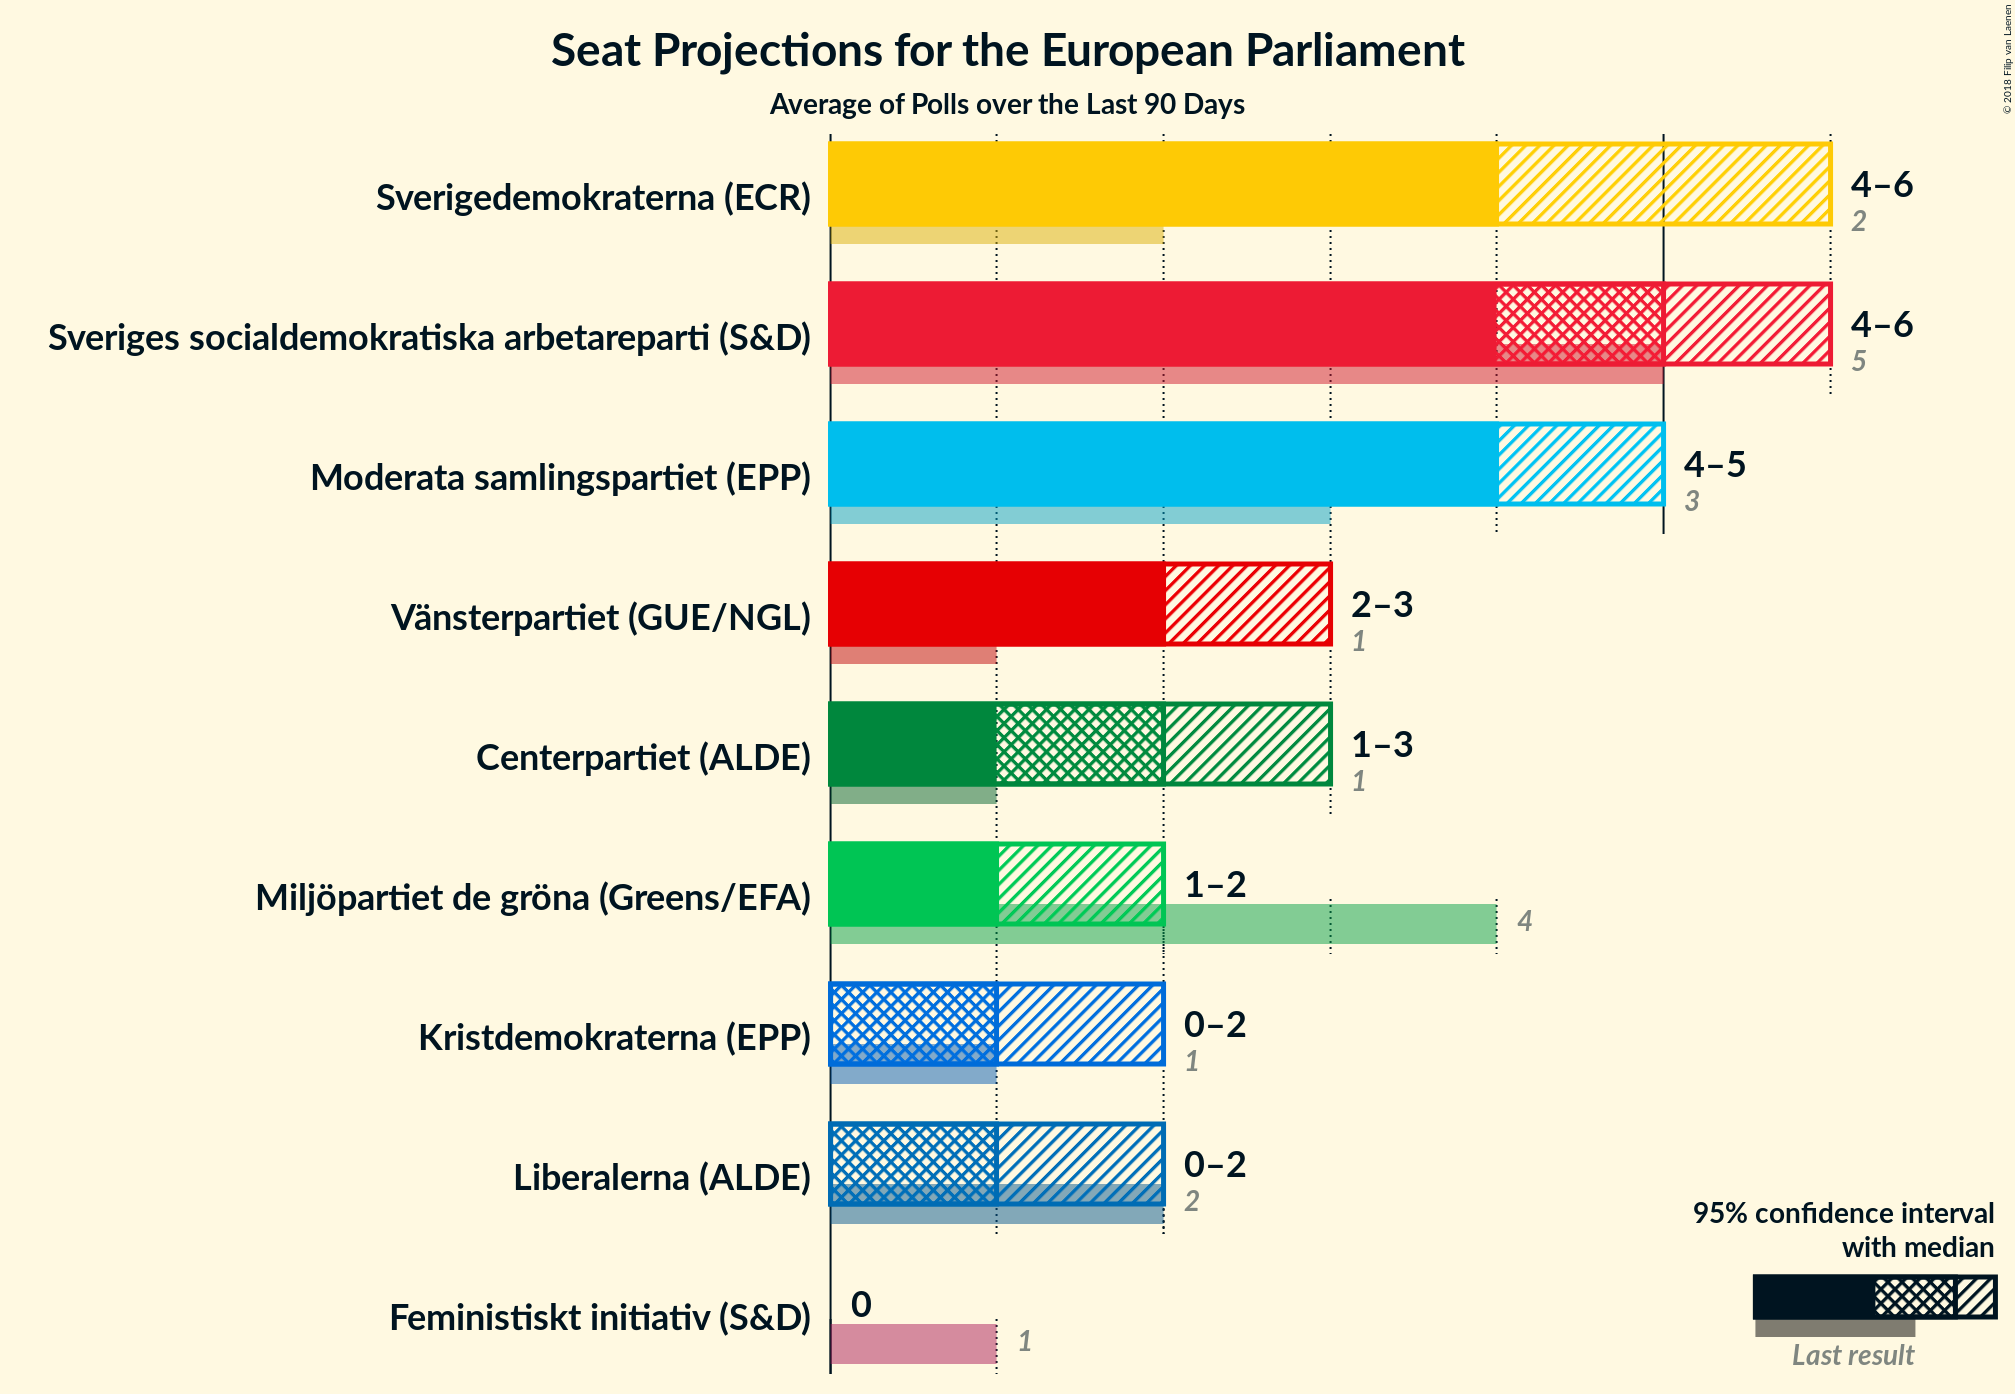 Seat Projections for the European Parliament
Average of Polls over the Last 90 Days
© 2018 Filip van Laenen
Sverigedemokraterna (ECR)
4–6
2
Sveriges socialdemokratiska arbetareparti (S&D)
4–6
5
Moderata samlingspartiet (EPP)
4–5
3
Vänsterpartiet (GUE/NGL)
2–3
1
Centerpartiet (ALDE)
1–3
1
Miljöpartiet de gröna (Greens/EFA)
1–2
4
Kristdemokraterna (EPP)
0–2
1
Liberalerna (ALDE)
0–2
2
Feministiskt initiativ (S&D)
0
1
95% confidence interval
with median
Last result